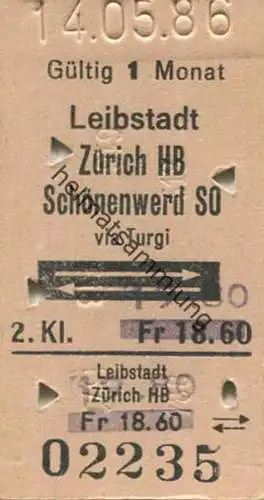 14.05.86
Gültig 1 Monat
Leibstadt
Zürich HB
Schönenwerd SO
via Turgi
2. Kl. Fr 18.60
Leibstadt
Zürich HB
Fr 18.60
02235
heimatsammlung